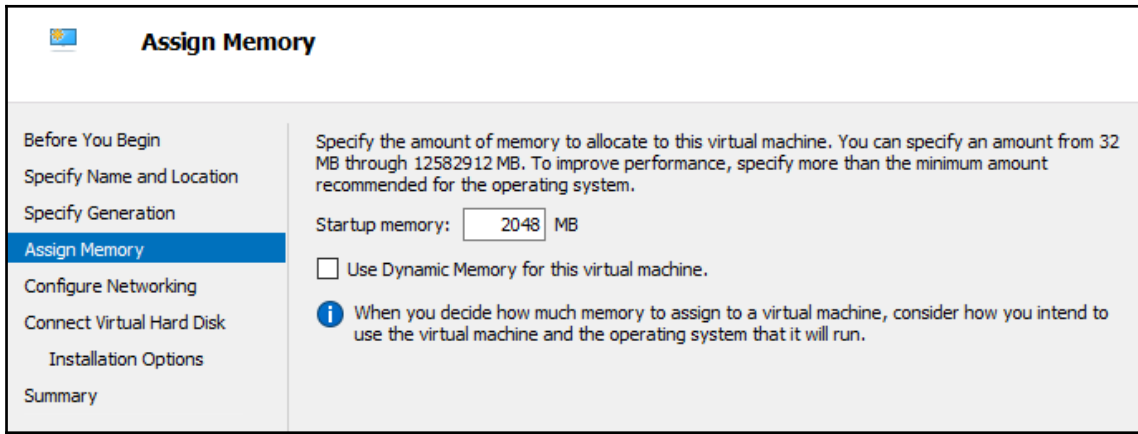 Assign Memory
Before You Begin
Specify Name and Location
Specify Generation
Assign Memory
Configure Networking
Connect Virtual Hard Disk
Installation Options
Summary
Specify the amount of memory to allocate to this virtual machine. You can specify an amount from 32
MB through 12582912 MB. To improve performance, specify more than the minimum amount
recommended for the operating system.
Startup memory: 2048 MB
Use Dynamic Memory for this virtual machine.
When you decide how much memory to assign to a virtual machine, consider how you intend to
use the virtual machine and the operating system that it will run.